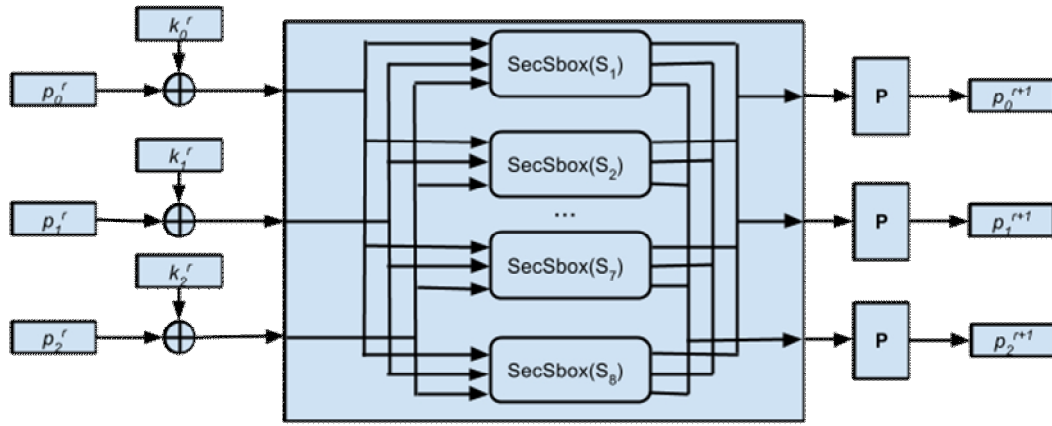 k₀ʳ
p₀ʳ
SecSbox(S₁)
P
p₀ʳ⁺¹
k₁ʳ
SecSbox(S₂)
p₁ʳ
...
P
p₁ʳ⁺¹
k₂ʳ
SecSbox(S₇)
p₂ʳ
SecSbox(S₈)
P
p₂ʳ⁺¹